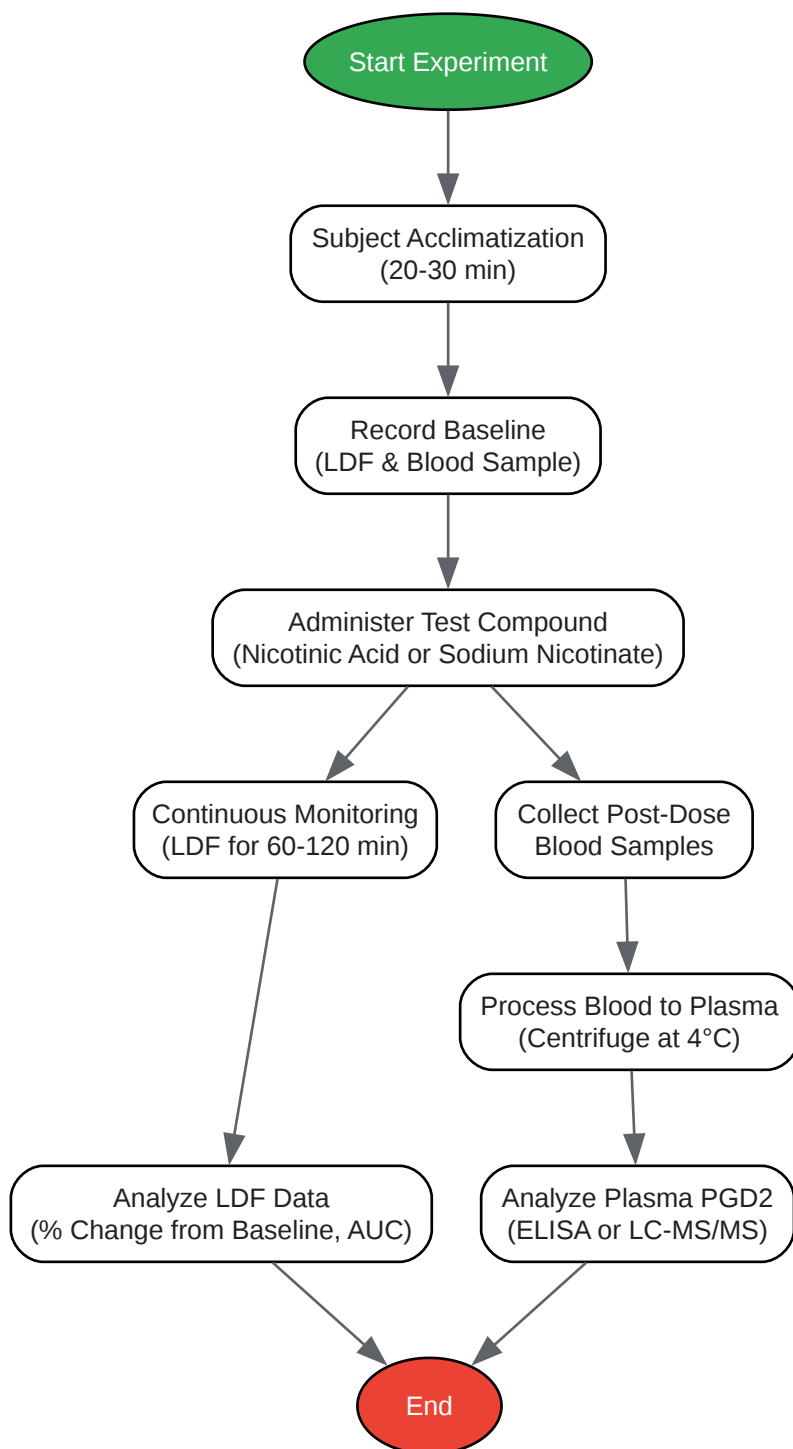 Start Experiment
Subject Acclimatization
(20-30 min)
Record Baseline
(LDF & Blood Sample)
Administer Test Compound
(Nicotinic Acid or Sodium Nicotinate)
Continuous Monitoring
(LDF for 60-120 min)
Collect Post-Dose
Blood Samples
Process Blood to Plasma
(Centrifuge at 4°C)
Analyze LDF Data
(% Change from Baseline, AUC)
Analyze Plasma PGD2
(ELISA or LC-MS/MS)
End